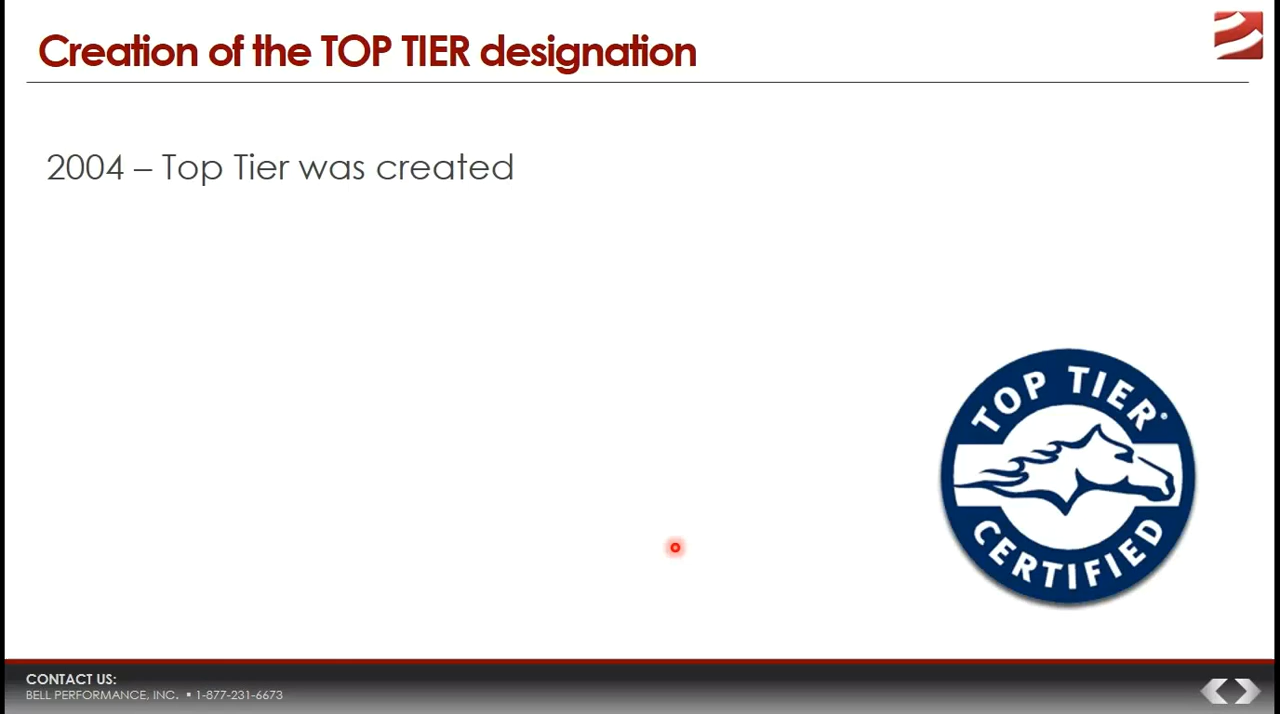 Creation of the TOP TIER designation
2004 – Top Tier was created
TOP TIER®
CERTIFIED
CONTACT US:
BELL PERFORMANCE, INC. ▪ 1-877-231-6673